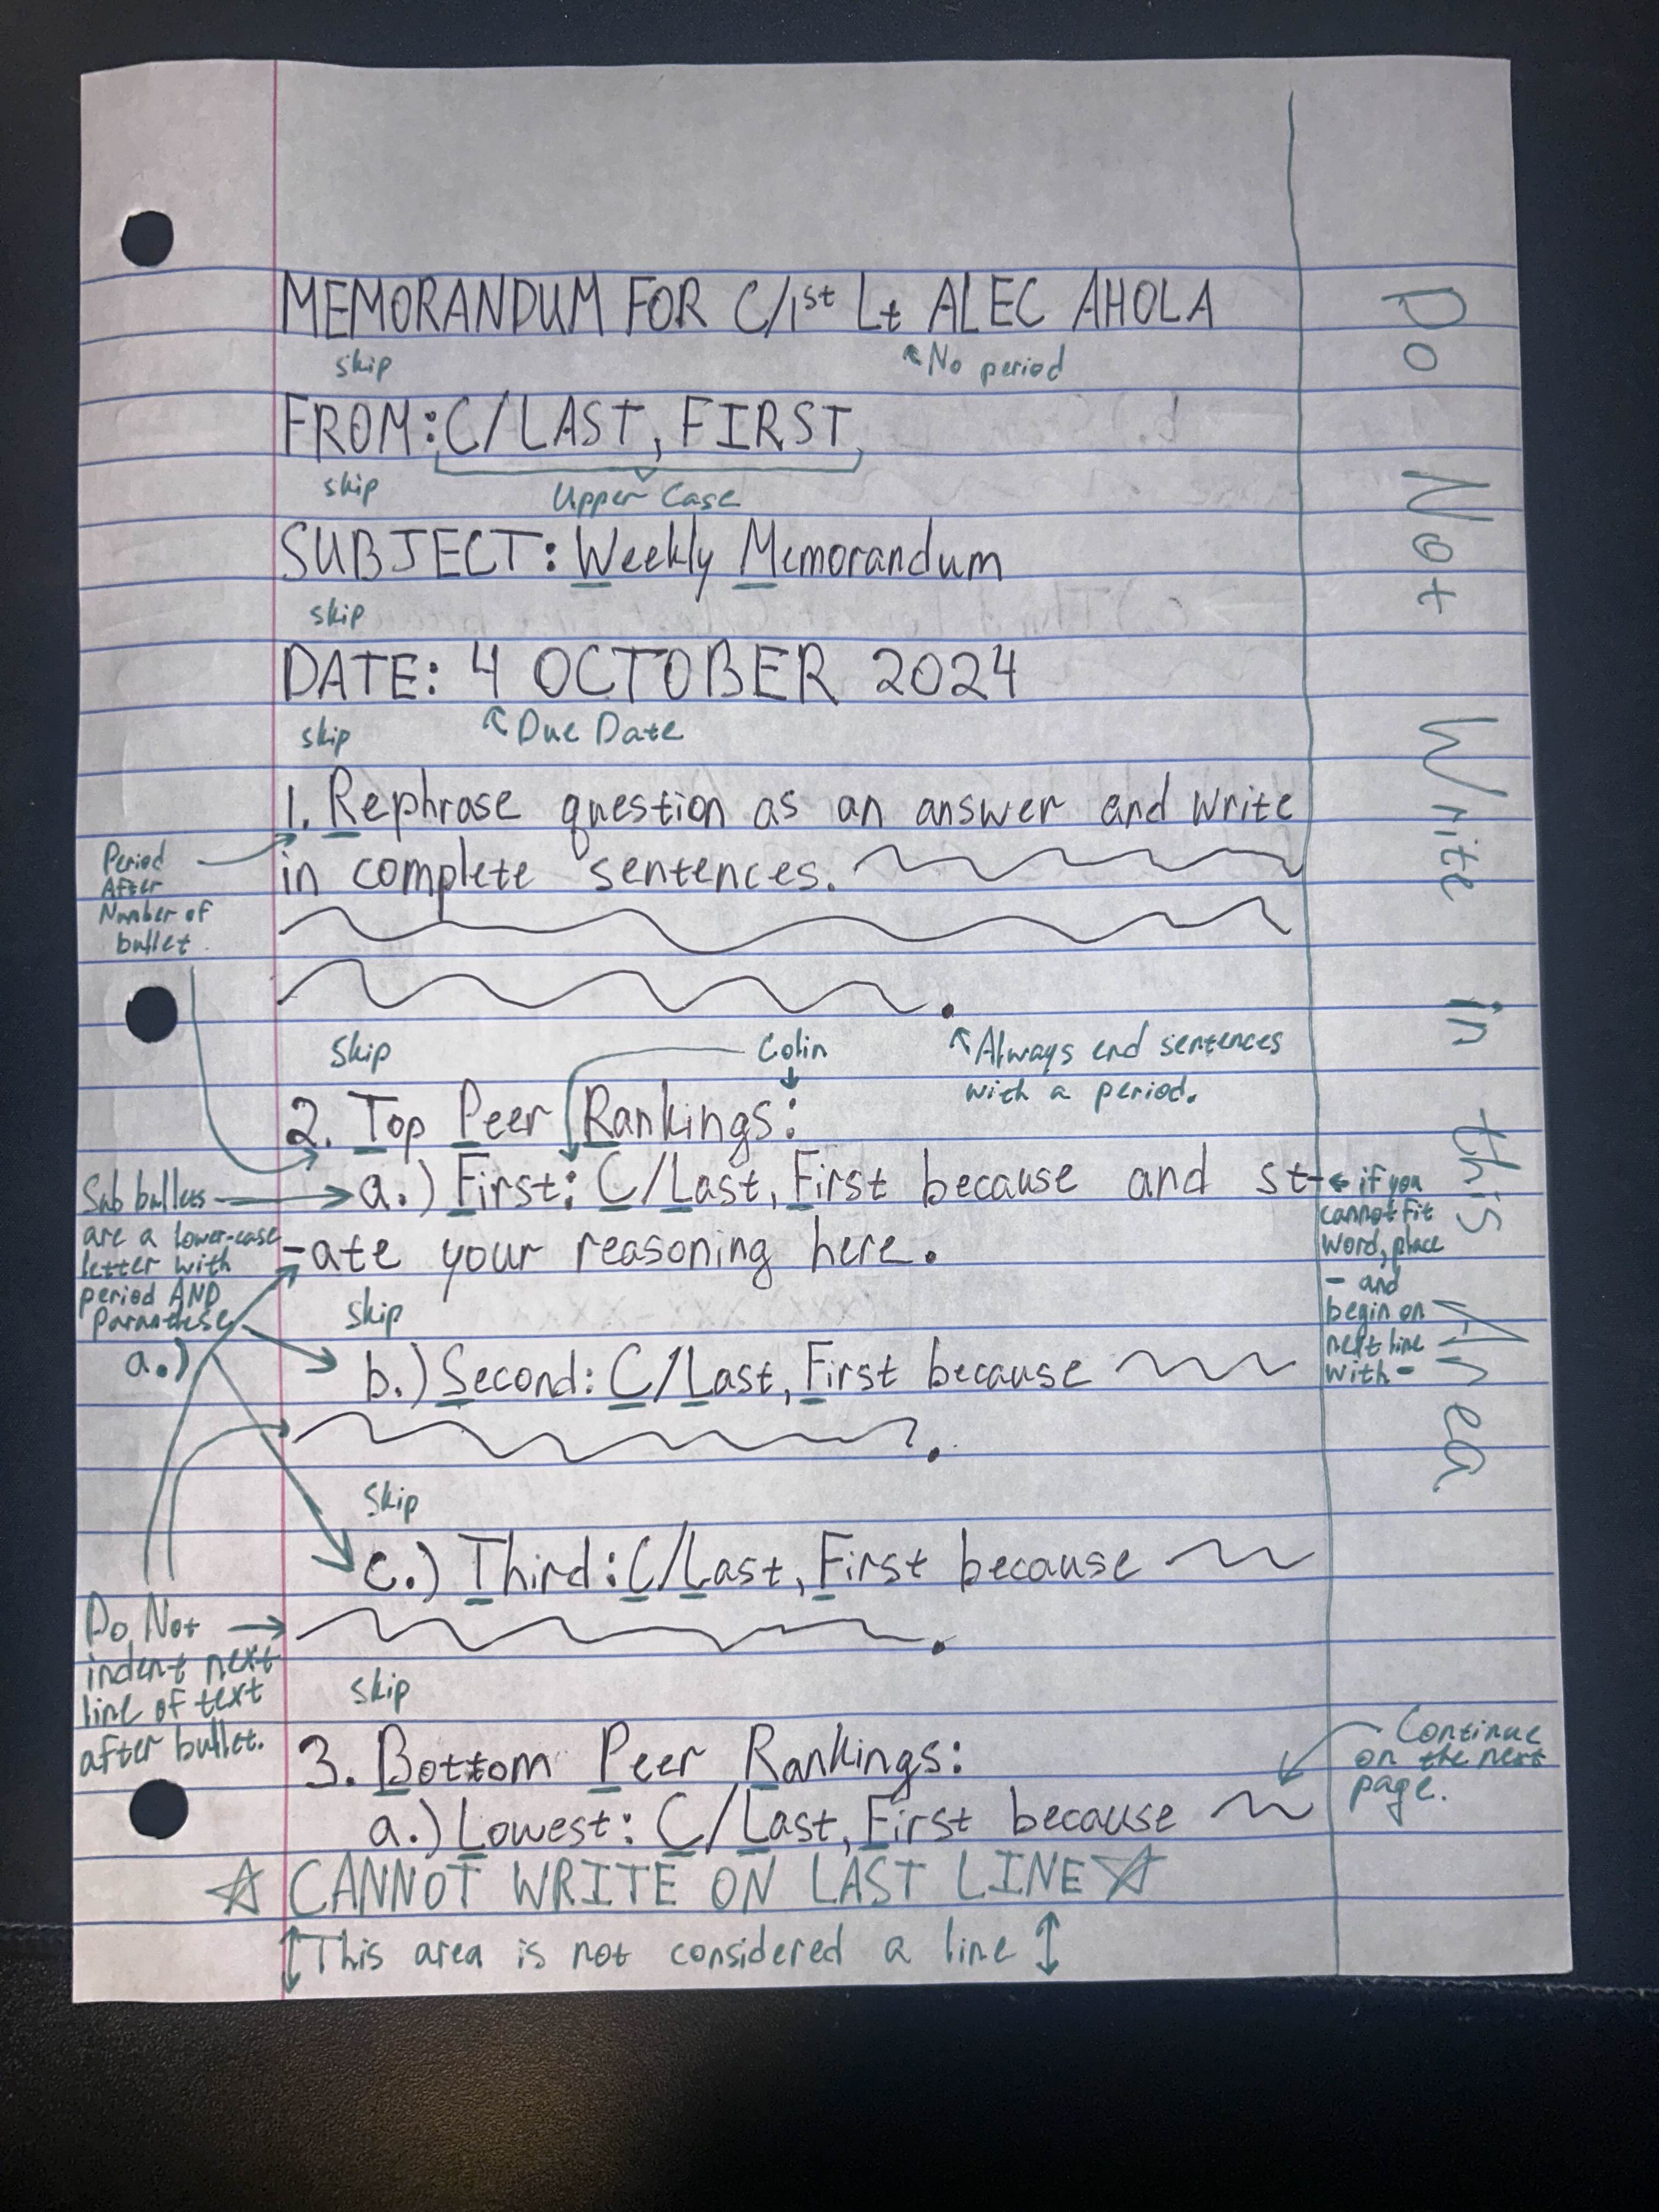 MEMORANDUM FOR C/1st Lt ALEC AHOLA
skip
No period
FROM: C/LAST, FIRST
skip
Upper Case
SUBJECT: Weekly Memorandum
skip
DATE: 4 OCTOBER 2024
skip
Due Date
1. Rephrase question as an answer and write
in complete sentences.
Period
After
Number of
bullet.
Skip
Colin
Always end sentences
with a period.
2. Top Peer Rankings:
a.) First: C/Last, First because and st-
-ate your reasoning here.
Sub bullets
are a lower-case
letter with
period AND
Paranthese
a.)
if you
cannot fit
word, place
- and
begin on
next line
with -
Skip
b.) Second: C/Last, First because
Skip
c.) Third: C/Last, First because
Do Not
indent next
line of text
after bullet.
skip
3. Bottom Peer Rankings:
a.) Lowest: C/Last, First because
Continue
on the next
page.
☆ CANNOT WRITE ON LAST LINE ☆
This area is not considered a line
Do Not Write in this Area